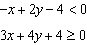 −x + 2y − 4 < 0
3x + 4y + 4 ≥ 0